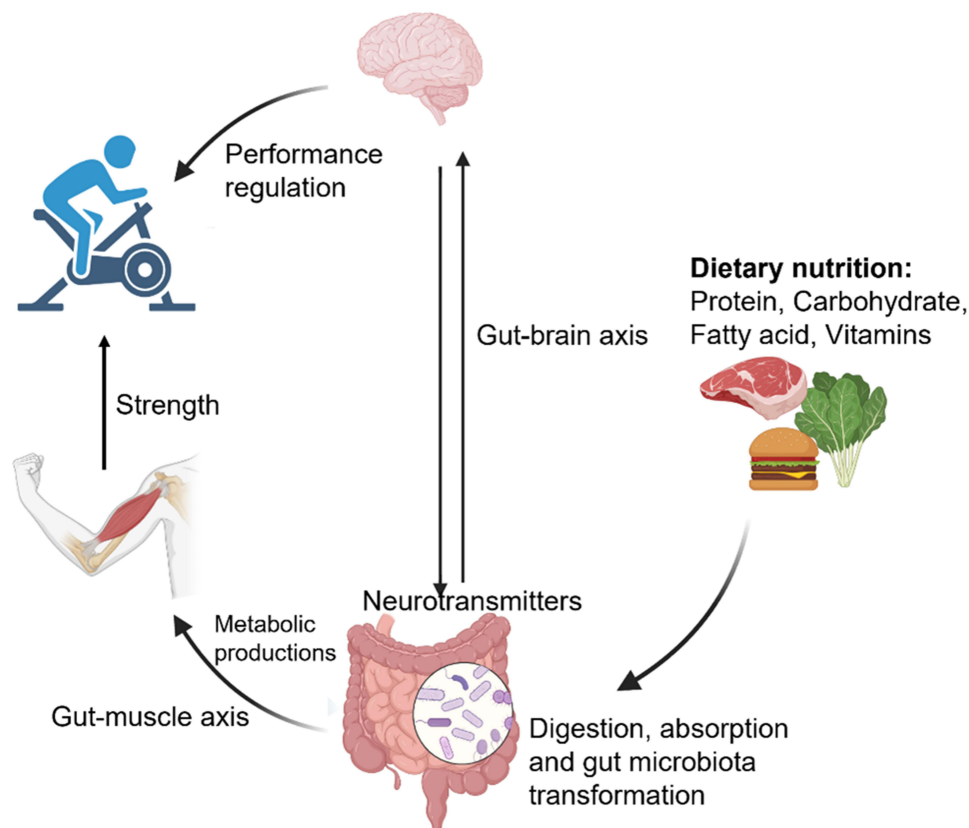 Performance
regulation
Dietary nutrition:
Protein, Carbohydrate,
Fatty acid, Vitamins
Gut-brain axis
Strength
Neurotransmitters
Metabolic
productions
Gut-muscle axis
Digestion, absorption
and gut microbiota
transformation